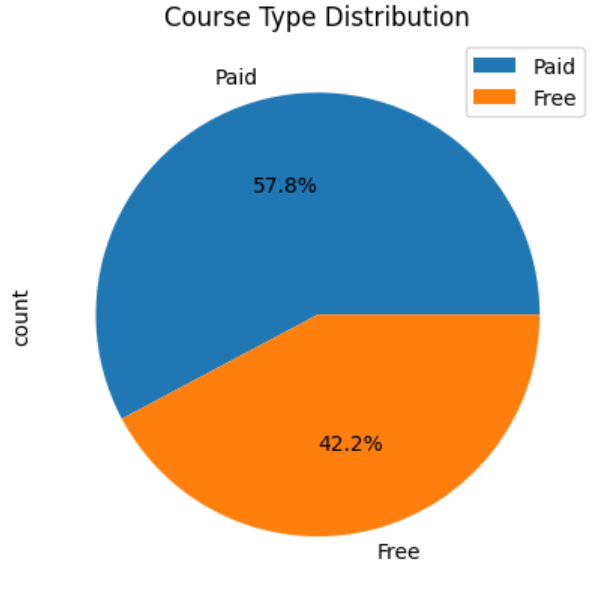 Course Type Distribution
Paid
Free
Paid
57.8%
count
42.2%
Free